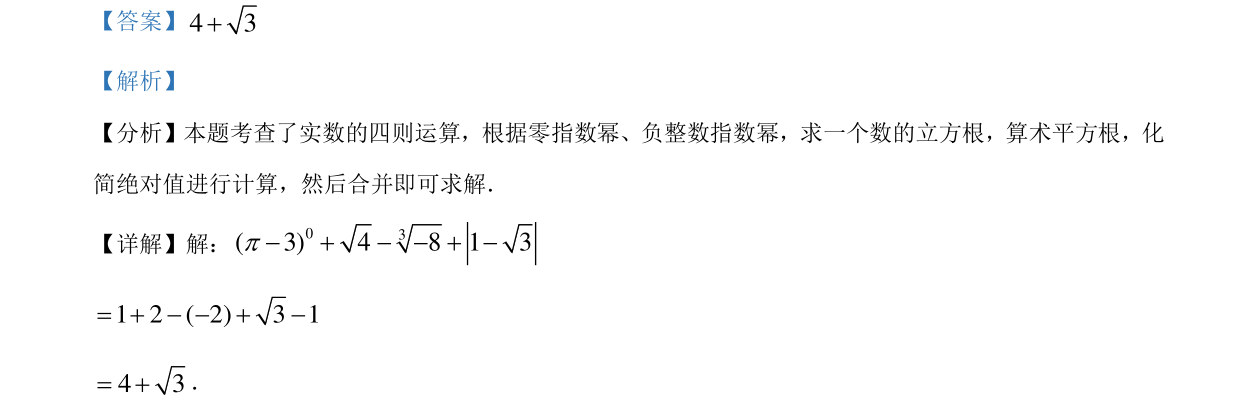 【答案】4+√3
【解析】
【分析】本题考查了实数的四则运算，根据零指数幂、负整数指数幂，求一个数的立方根，算术平方根，化
简绝对值进行计算，然后合并即可求解．
【详解】解：(π−3)⁰+√4−∛−8+|1−√3|
=1+2−(−2)+√3−1
=4+√3．